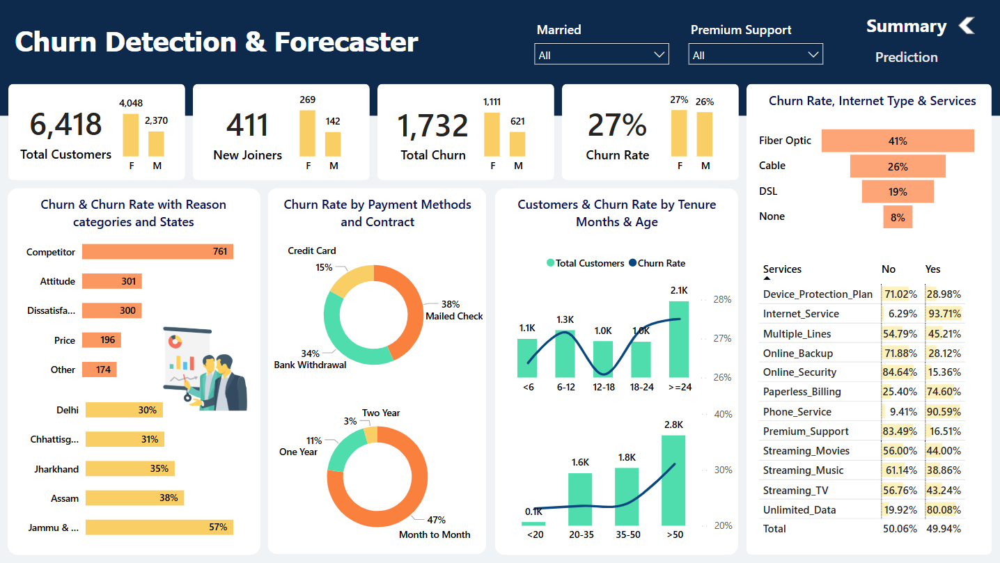 Churn Detection & Forecaster
Married
All
Premium Support
All
Summary
Prediction
6,418
Total Customers
4,048
2,370
F
M
411
New Joiners
269
142
F
M
1,732
Total Churn
1,111
621
F
M
27%
Churn Rate
27%
26%
F
M
Churn & Churn Rate with Reason
categories and States
Competitor 761
Attitude 301
Dissatisfa... 300
Price 196
Other 174
Delhi 30%
Chhattisg... 31%
Jharkhand 35%
Assam 38%
Jammu & ... 57%
Churn Rate by Payment Methods
and Contract
Credit Card
15%
38%
Mailed Check
34%
Bank Withdrawal
Two Year
3%
11%
One Year
47%
Month to Month
Customers & Churn Rate by Tenure
Months & Age
Total Customers Churn Rate
1.1K
1.3K
1.0K
1.0K
2.1K
28%
27%
26%
<6
6-12
12-18
18-24
>=24
0.1K
1.6K
1.8K
2.8K
40%
30%
20%
<20
20-35
35-50
>50
Churn Rate, Internet Type & Services
Fiber Optic 41%
Cable 26%
DSL 19%
None 8%
Services No Yes
Device_Protection_Plan 71.02% 28.98%
Internet_Service 6.29% 93.71%
Multiple_Lines 54.79% 45.21%
Online_Backup 71.88% 28.12%
Online_Security 84.64% 15.36%
Paperless_Billing 25.40% 74.60%
Phone_Service 9.41% 90.59%
Premium_Support 83.49% 16.51%
Streaming_Movies 56.00% 44.00%
Streaming_Music 61.14% 38.86%
Streaming_TV 56.76% 43.24%
Unlimited_Data 19.92% 80.08%
Total 50.06% 49.94%